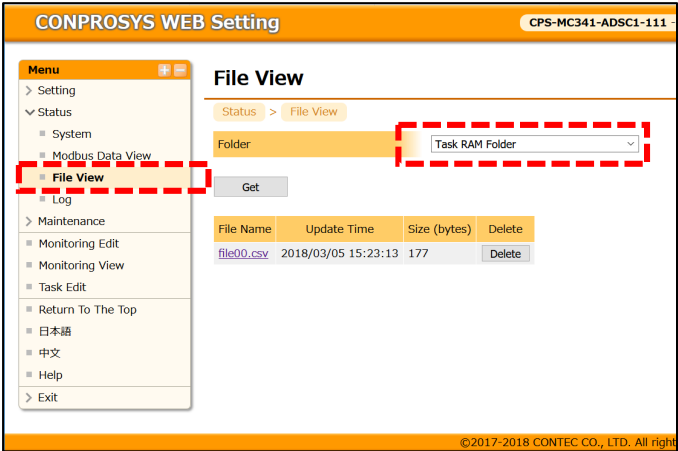 CONPROSYS WEB Setting
CPS-MC341-ADSC1-111 -
Menu
Setting
Status
System
Modbus Data View
File View
Log
Maintenance
Monitoring Edit
Monitoring View
Task Edit
Return To The Top
日本語
中文
Help
Exit
File View
Status > File View
Folder Task RAM Folder
Get
File Name Update Time Size (bytes) Delete
file00.csv 2018/03/05 15:23:13 177 Delete
©2017-2018 CONTEC CO., LTD. All right